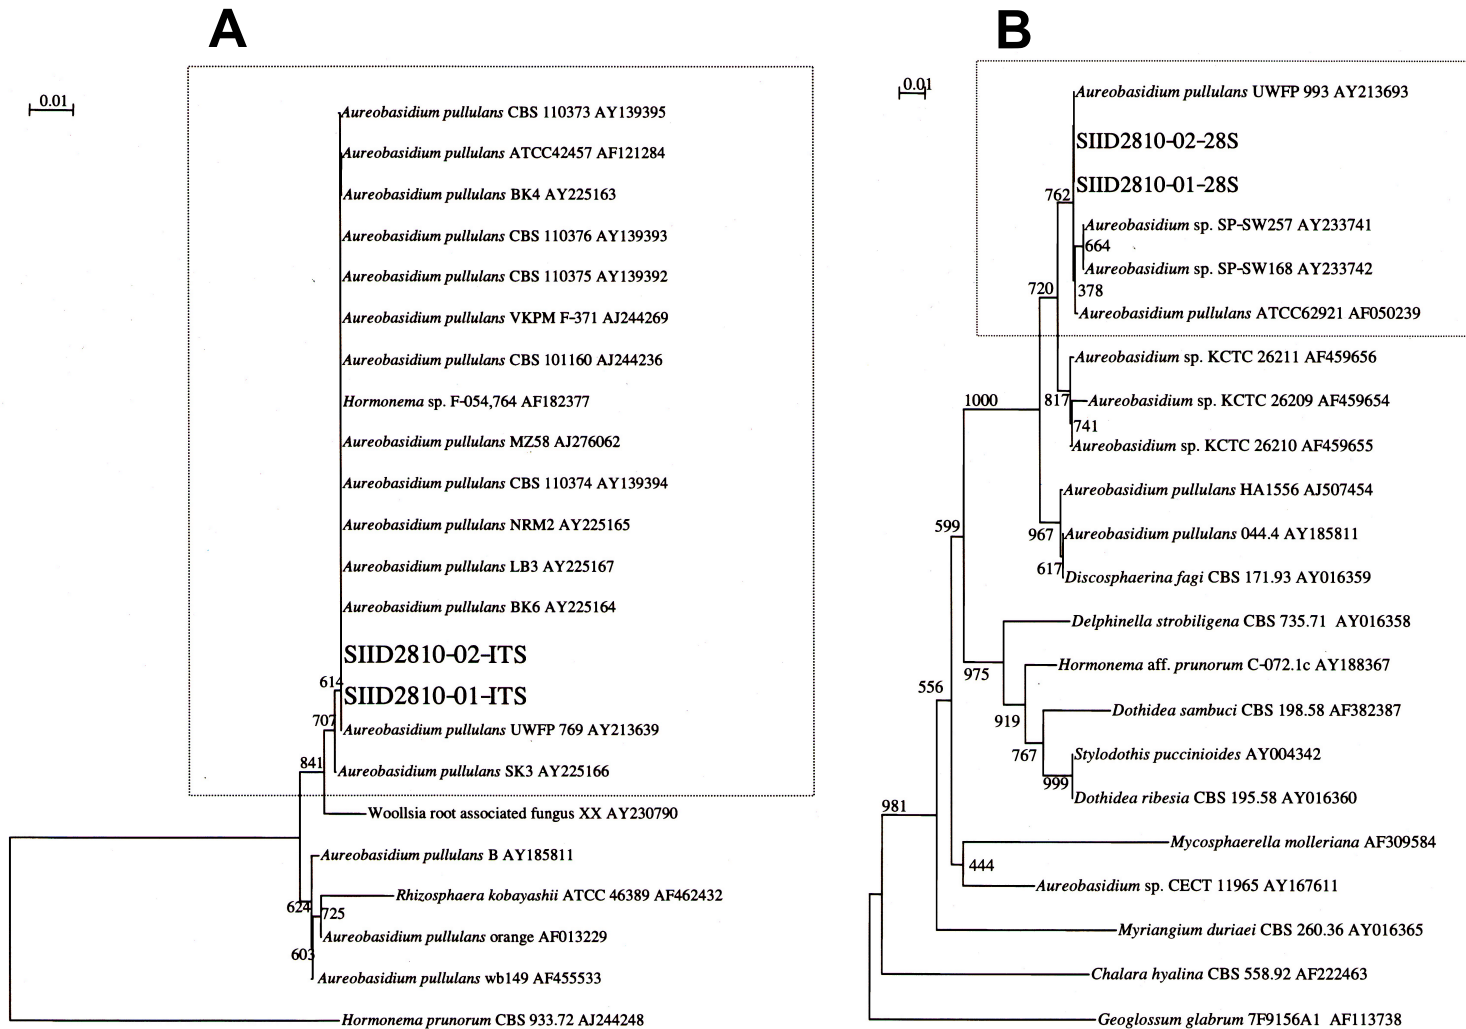 A
0.01
Aureobasidium pullulans CBS 110373 AY139395
Aureobasidium pullulans ATCC42457 AF121284
Aureobasidium pullulans BK4 AY225163
Aureobasidium pullulans CBS 110376 AY139393
Aureobasidium pullulans CBS 110375 AY139392
Aureobasidium pullulans VKPM F-371 AJ244269
Aureobasidium pullulans CBS 101160 AJ244236
Hormonema sp. F-054,764 AF182377
Aureobasidium pullulans MZ58 AJ276062
Aureobasidium pullulans CBS 110374 AY139394
Aureobasidium pullulans NRM2 AY225165
Aureobasidium pullulans LB3 AY225167
Aureobasidium pullulans BK6 AY225164
SIID2810-02-ITS
614
SIID2810-01-ITS
707
Aureobasidium pullulans UWFP 769 AY213639
841
Aureobasidium pullulans SK3 AY225166
Woollsia root associated fungus XX AY230790
Aureobasidium pullulans B AY185811
Rhizosphaera kobayashii ATCC 46389 AF462432
624
725
Aureobasidium pullulans orange AF013229
603
Aureobasidium pullulans wb149 AF455533
Hormonema prunorum CBS 933.72 AJ244248
B
0.01
Aureobasidium pullulans UWFP 993 AY213693
SIID2810-02-28S
SIID2810-01-28S
762
Aureobasidium sp. SP-SW257 AY233741
664
Aureobasidium sp. SP-SW168 AY233742
720
378
Aureobasidium pullulans ATCC62921 AF050239
Aureobasidium sp. KCTC 26211 AF459656
1000
817
Aureobasidium sp. KCTC 26209 AF459654
741
Aureobasidium sp. KCTC 26210 AF459655
Aureobasidium pullulans HA1556 AJ507454
599
967
Aureobasidium pullulans 044.4 AY185811
617
Discosphaerina fagi CBS 171.93 AY016359
Delphinella strobiligena CBS 735.71 AY016358
Hormonema aff. prunorum C-072.1c AY188367
975
556
Dothidea sambuci CBS 198.58 AF382387
919
767
Stylodothis puccinioides AY004342
999
Dothidea ribesia CBS 195.58 AY016360
981
Mycosphaerella molleriana AF309584
444
Aureobasidium sp. CECT 11965 AY167611
Myriangium duriaei CBS 260.36 AY016365
Chalara hyalina CBS 558.92 AF222463
Geoglossum glabrum 7F9156A1 AF113738